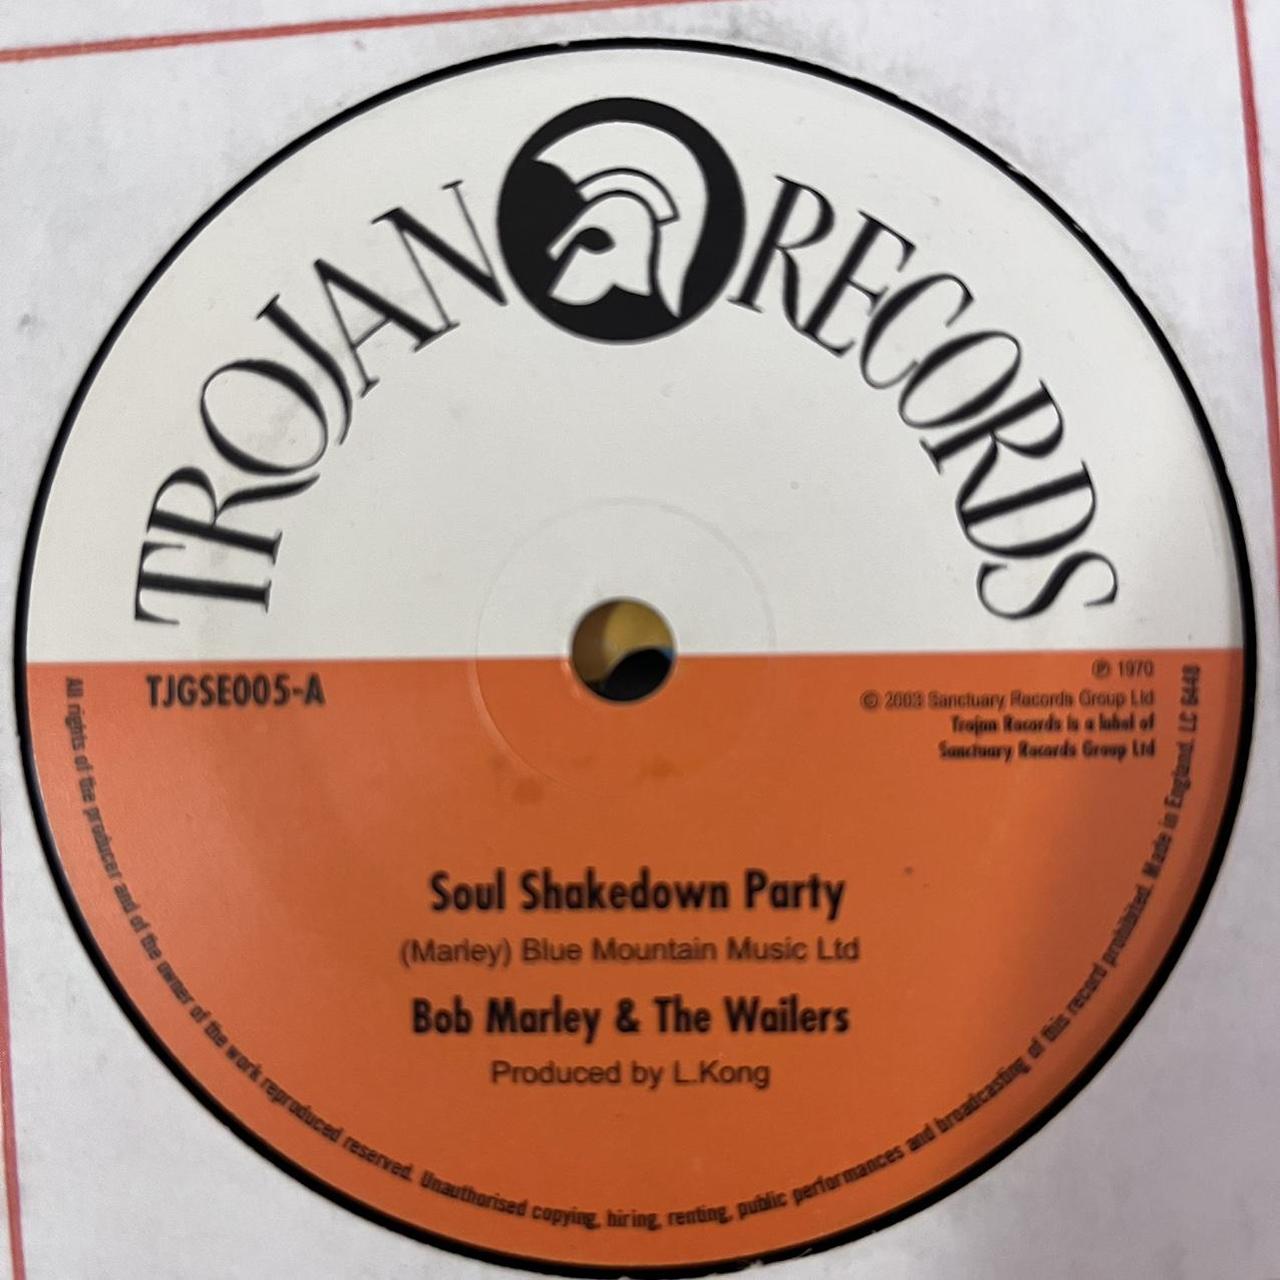 TROJAN RECORDS
TJGSE005-A
℗ 1970
© 2003 Sanctuary Records Group Ltd
Trojan Records is a label of
Sanctuary Records Group Ltd
Soul Shakedown Party
(Marley) Blue Mountain Music Ltd
Bob Marley & The Wailers
Produced by L.Kong
All rights of the producer and of the owner of the work reproduced reserved. Unauthorised copying, hiring, renting, public performances and broadcasting of this record prohibited. Made in England. LC 6448